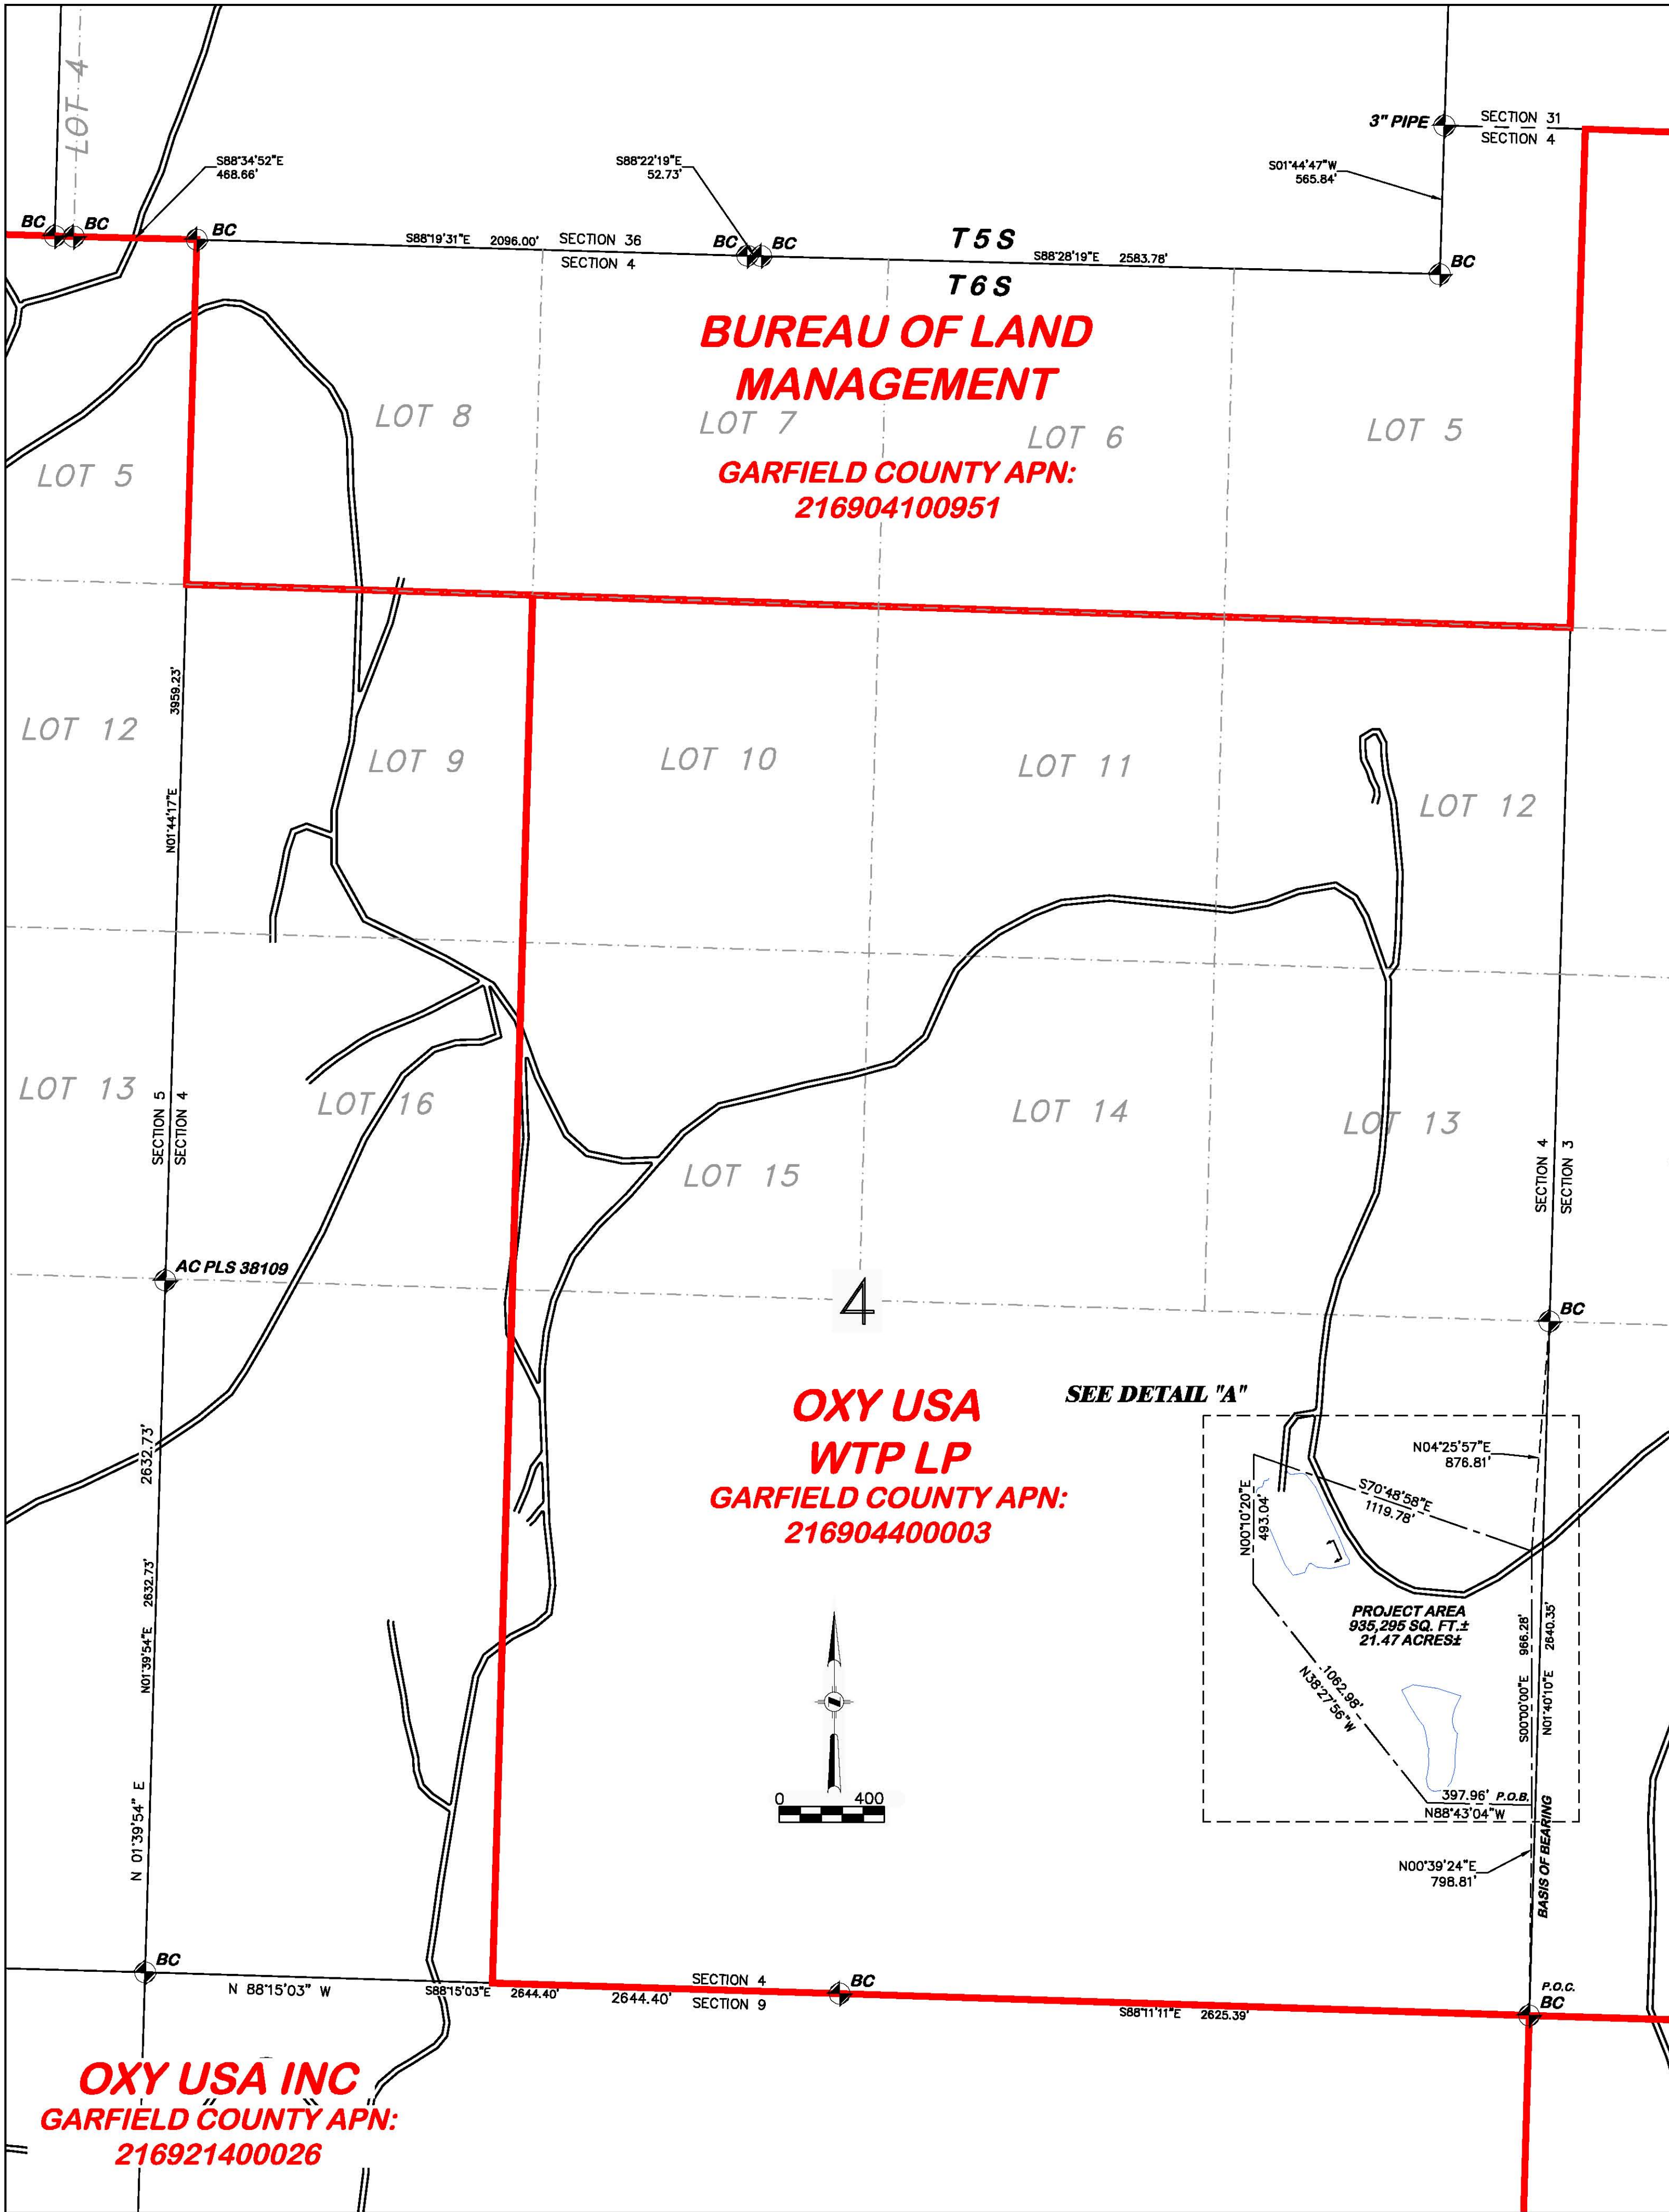 LOT 4
3" PIPE
SECTION 31
SECTION 4
S88°34'52"E
468.66'
S88°22'19"E
52.73'
S01°44'47"W
565.84'
BC
BC
BC
S88°19'31"E 2096.00'
SECTION 36
SECTION 4
BC
BC
T 5 S
T 6 S
S88°28'19"E 2583.78'
BC
BUREAU OF LAND
MANAGEMENT
LOT 8
LOT 7
LOT 6
LOT 5
LOT 5
GARFIELD COUNTY APN:
216904100951
3959.23'
N01°44'17"E
LOT 12
LOT 9
LOT 10
LOT 11
LOT 12
LOT 13
SECTION 5
SECTION 4
LOT 16
LOT 15
LOT 14
LOT 13
SECTION 4
SECTION 3
AC PLS 38109
4
BC
OXY USA
WTP LP
GARFIELD COUNTY APN:
216904400003
SEE DETAIL "A"
N04°25'57"E
876.81'
S70°48'58"E
1119.78'
N00°10'20"E
493.04'
PROJECT AREA
935,295 SQ. FT.±
21.47 ACRES±
1062.98'
N38°27'56"W
S00°00'00"E 966.28'
N01°40'10"E 2640.35'
397.96' P.O.B.
N88°43'04"W
N00°39'24"E
798.81'
BASIS OF BEARING
2632.73'
N01°39'54"E 2632.73'
N 01°39'54" E
0 400
BC
N 88°15'03" W
S88°15'03"E 2644.40'
2644.40'
SECTION 4
SECTION 9
BC
S88°11'11"E 2625.39'
P.O.C.
BC
OXY USA INC
GARFIELD COUNTY APN:
216921400026